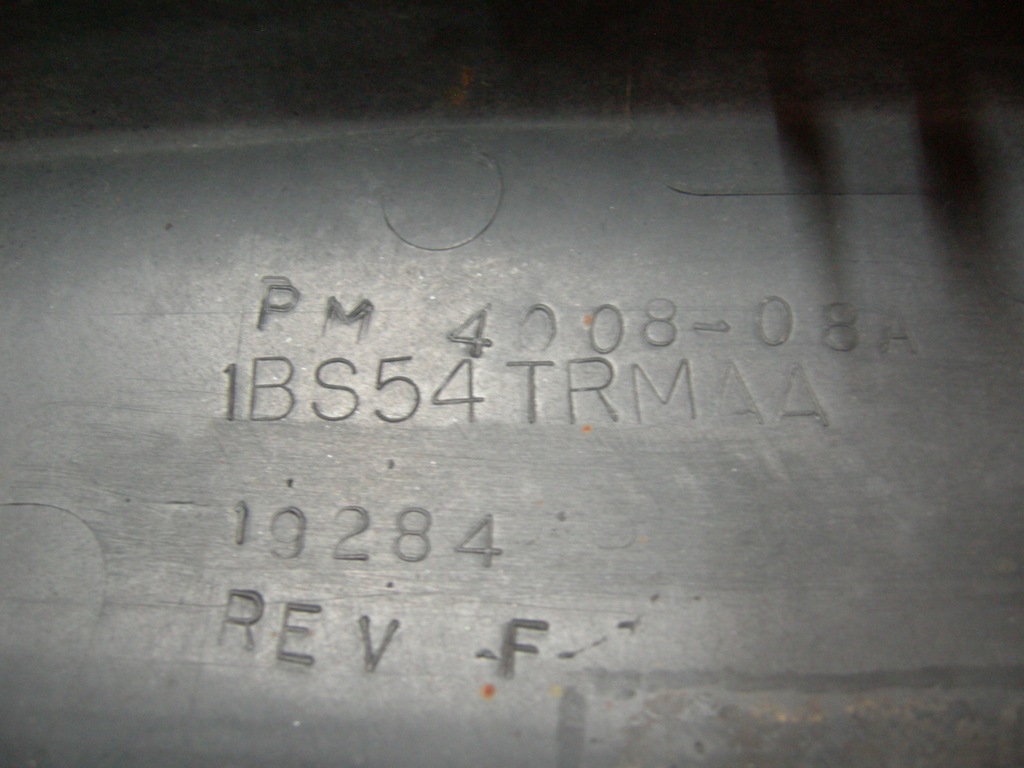 PM 4008-08A
1BS54TRMAA
19284
REV -F-